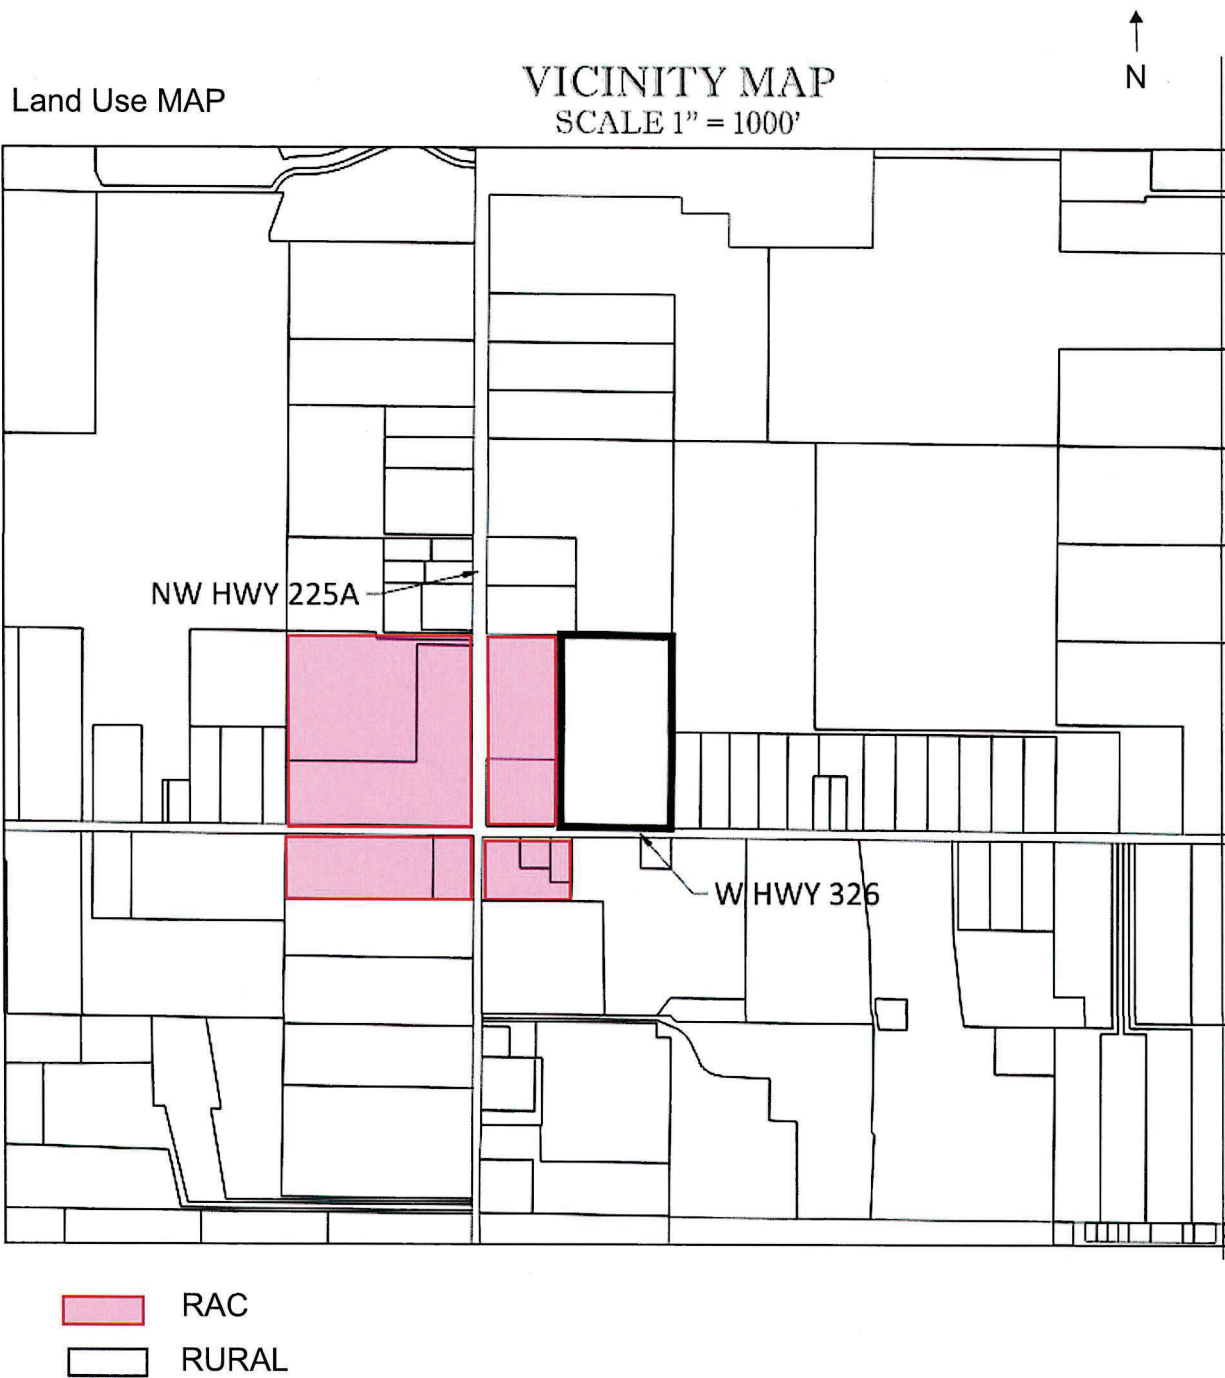 N
Land Use MAP
VICINITY MAP
SCALE 1" = 1000'
NW HWY 225A
W HWY 326
RAC
RURAL